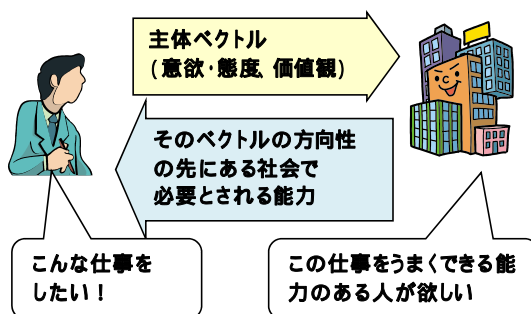 主体ベクトル
(意欲・態度、価値観)
そのベクトルの方向性
の先にある社会で
必要とされる能力
こんな仕事を
したい！
この仕事をうまくできる能
力のある人が欲しい